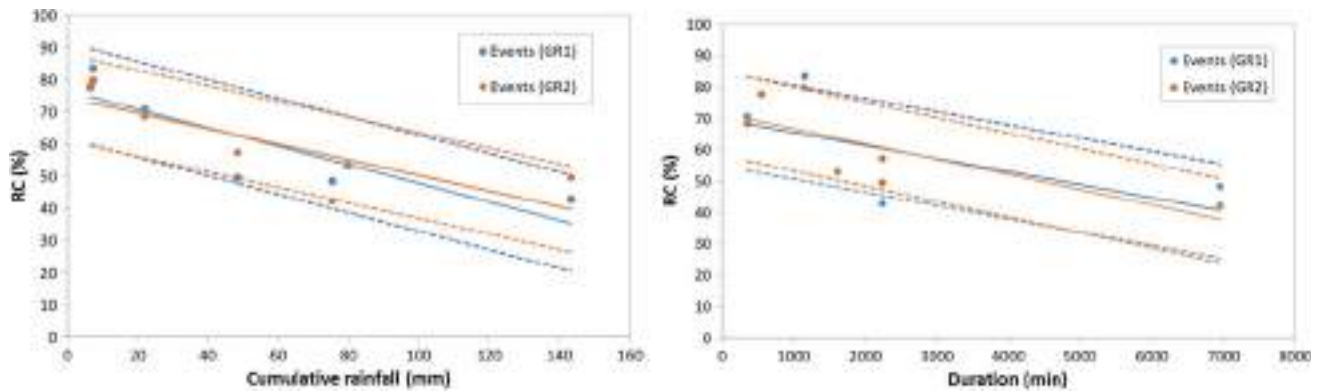 100
90
80
70
60
50
40
30
20
10
0
RC (%)
Events (GR1)
Events (GR2)
0 20 40 60 80 100 120 140 160
Cumulative rainfall (mm)
100
90
80
70
60
50
40
30
20
10
0
RC (%)
Events (GR1)
Events (GR2)
0 1000 2000 3000 4000 5000 6000 7000 8000
Duration (min)